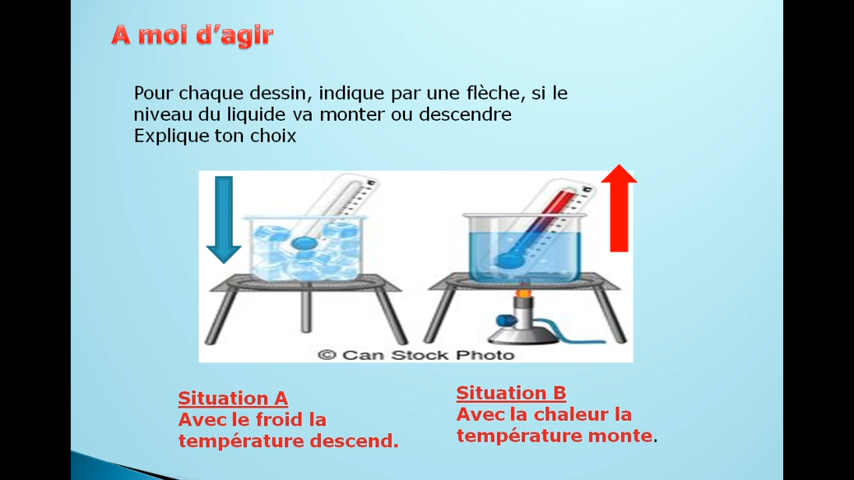 A moi d'agir
Pour chaque dessin, indique par une flèche, si le
niveau du liquide va monter ou descendre
Explique ton choix
© Can Stock Photo
Situation A
Avec le froid la
température descend.
Situation B
Avec la chaleur la
température monte.